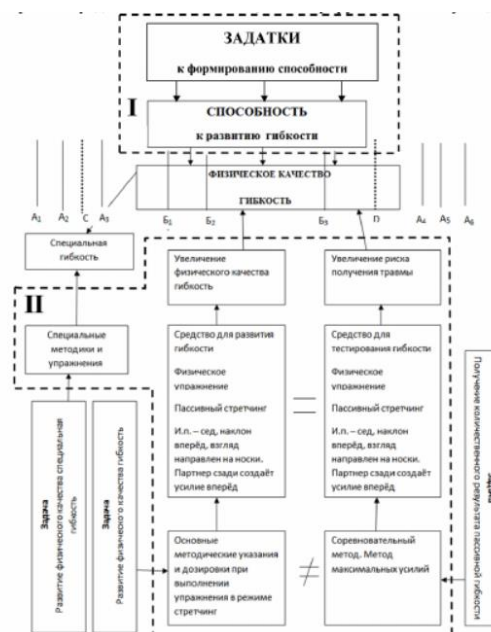 ЗАДАТКИ
к формированию способности
I
СПОСОБНОСТЬ
к развитию гибкости
ФИЗИЧЕСКОЕ КАЧЕСТВО
ГИБКОСТЬ
А1
А2
С
А3
Б1
Б2
Б3
А4
А5
А6
Специальная
гибкость
Увеличение
физического качества
гибкость
Увеличение риска
получения травмы
II
Специальные
методики и
упражнения
Средство для развития
гибкости
Физическое
упражнение
Пассивный стретчинг
И.п. – сед, наклон
вперёд, взгляд
направлен на носки.
Партнер сзади создаёт
усилие вперёд
=
Средство для
тестирования гибкости
Физическое
упражнение
Пассивный стретчинг
И.п. – сед, наклон
вперёд, взгляд
направлен на носки.
Партнер сзади создаёт
усилие вперёд
Задача
Развитие физического качества специальная
гибкость
Задача
Развитие физического качества гибкость
Основные
методические указания
и дозировки при
выполнении
упражнения в режиме
стретчинг
≠
Соревновательный
метод. Метод
максимальных усилий
Получение количественного результата пассивной гибкости